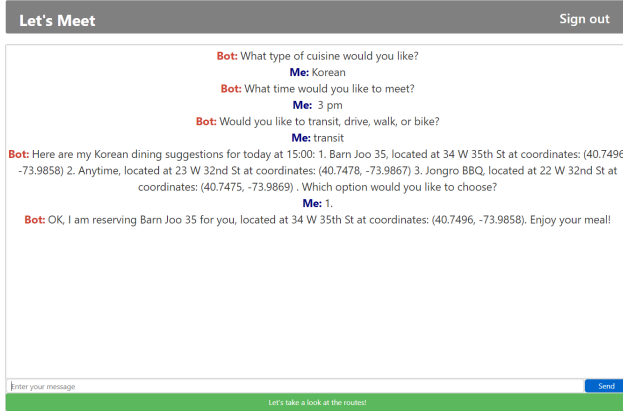 Let's Meet
Sign out
Bot: What type of cuisine would you like?
Me: Korean
Bot: What time would you like to meet?
Me: 3 pm
Bot: Would you like to transit, drive, walk, or bike?
Me: transit
Bot: Here are my Korean dining suggestions for today at 15:00: 1. Barn Joo 35, located at 34 W 35th St at coordinates: (40.7496
-73.9858) 2. Anytime, located at 23 W 32nd St at coordinates: (40.7478, -73.9867) 3. Jongro BBQ, located at 22 W 32nd St at
coordinates: (40.7475, -73.9869) . Which option would you like to choose?
Me: 1.
Bot: OK, I am reserving Barn Joo 35 for you, located at 34 W 35th St at coordinates: (40.7496, -73.9858). Enjoy your meal!
Enter your message
Send
Let's take a look at the routes!